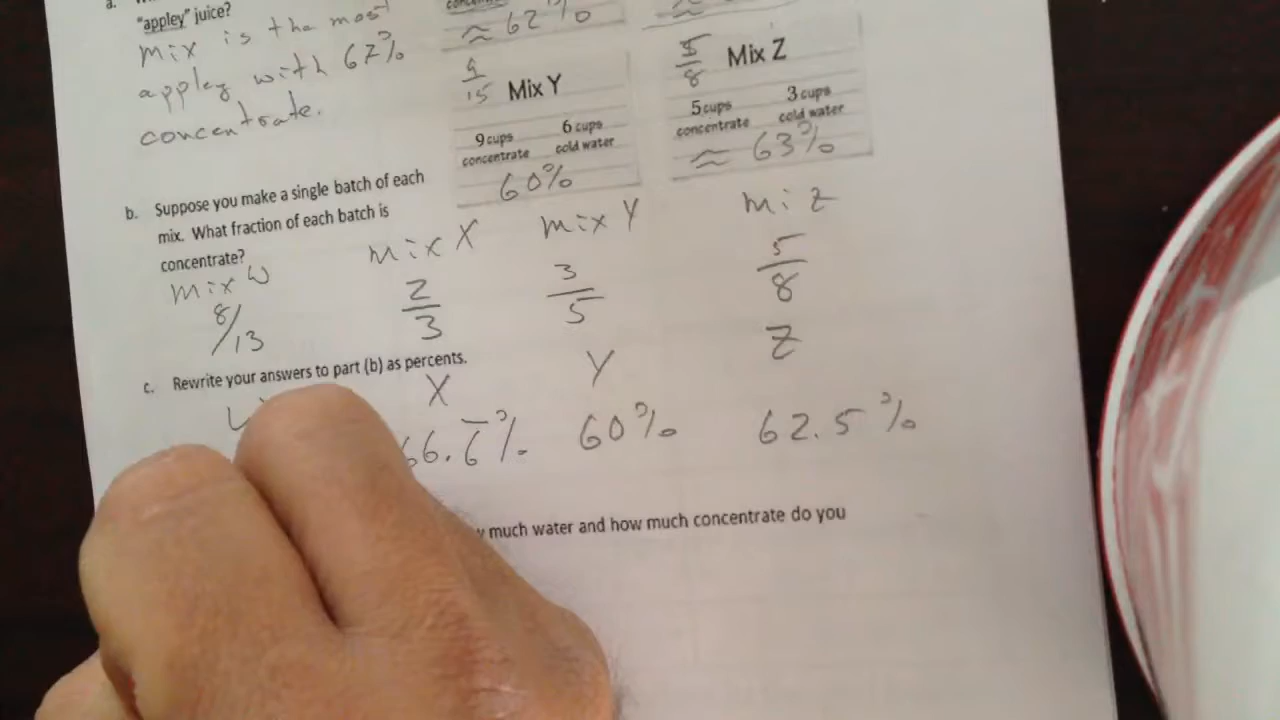 a.
"appley" juice?
mix is the most
appley with 67%
concentrate.
≈ 62%
≈
9/15 Mix Y
9 cups 6 cups
concentrate cold water
60%
5/8 Mix Z
5 cups 3 cups
concentrate cold water
≈ 63%
b. Suppose you make a single batch of each
mix. What fraction of each batch is
concentrate?
mix W mix X mix Y mi Z
8/13 2/3 3/5 5/8
c. Rewrite your answers to part (b) as percents.
X Y Z
66.6̅% 60% 62.5%
much water and how much concentrate do you